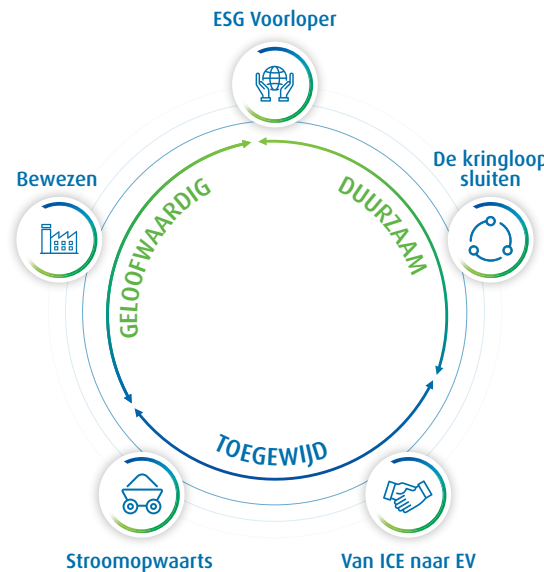 ESG Voorloper
De kringloop
sluiten
Bewezen
GELOOFWAARDIG
DUURZAAM
TOEGEWIJD
Stroomopwaarts
Van ICE naar EV